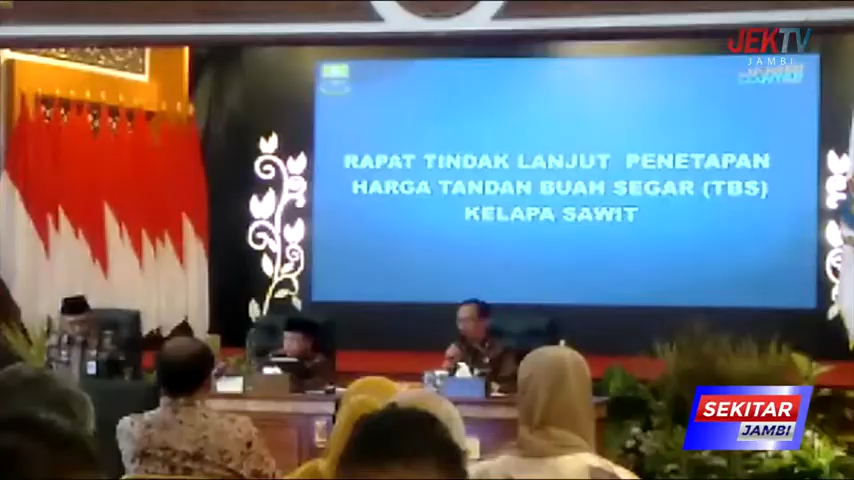 JEKTV
JAMBI
RAPAT TINDAK LANJUT PENETAPAN
HARGA TANDAN BUAH SEGAR (TBS)
KELAPA SAWIT
SEKITAR
JAMBI